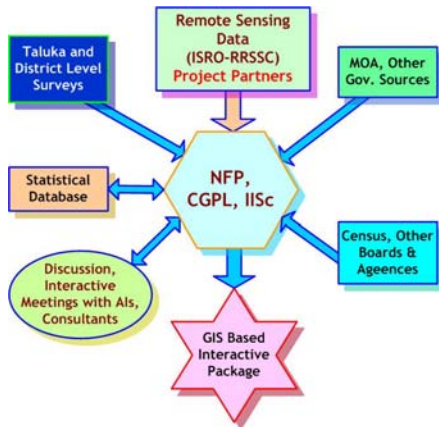 Remote Sensing
Data
(ISRO-RRSSC)
Project Partners
Taluka and
District Level
Surveys
MOA, Other
Gov. Sources
NFP,
CGPL, IISc
Statistical
Database
Census, Other
Boards &
Ageences
Discussion,
Interactive
Meetings with AIs,
Consultants
GIS Based
Interactive
Package